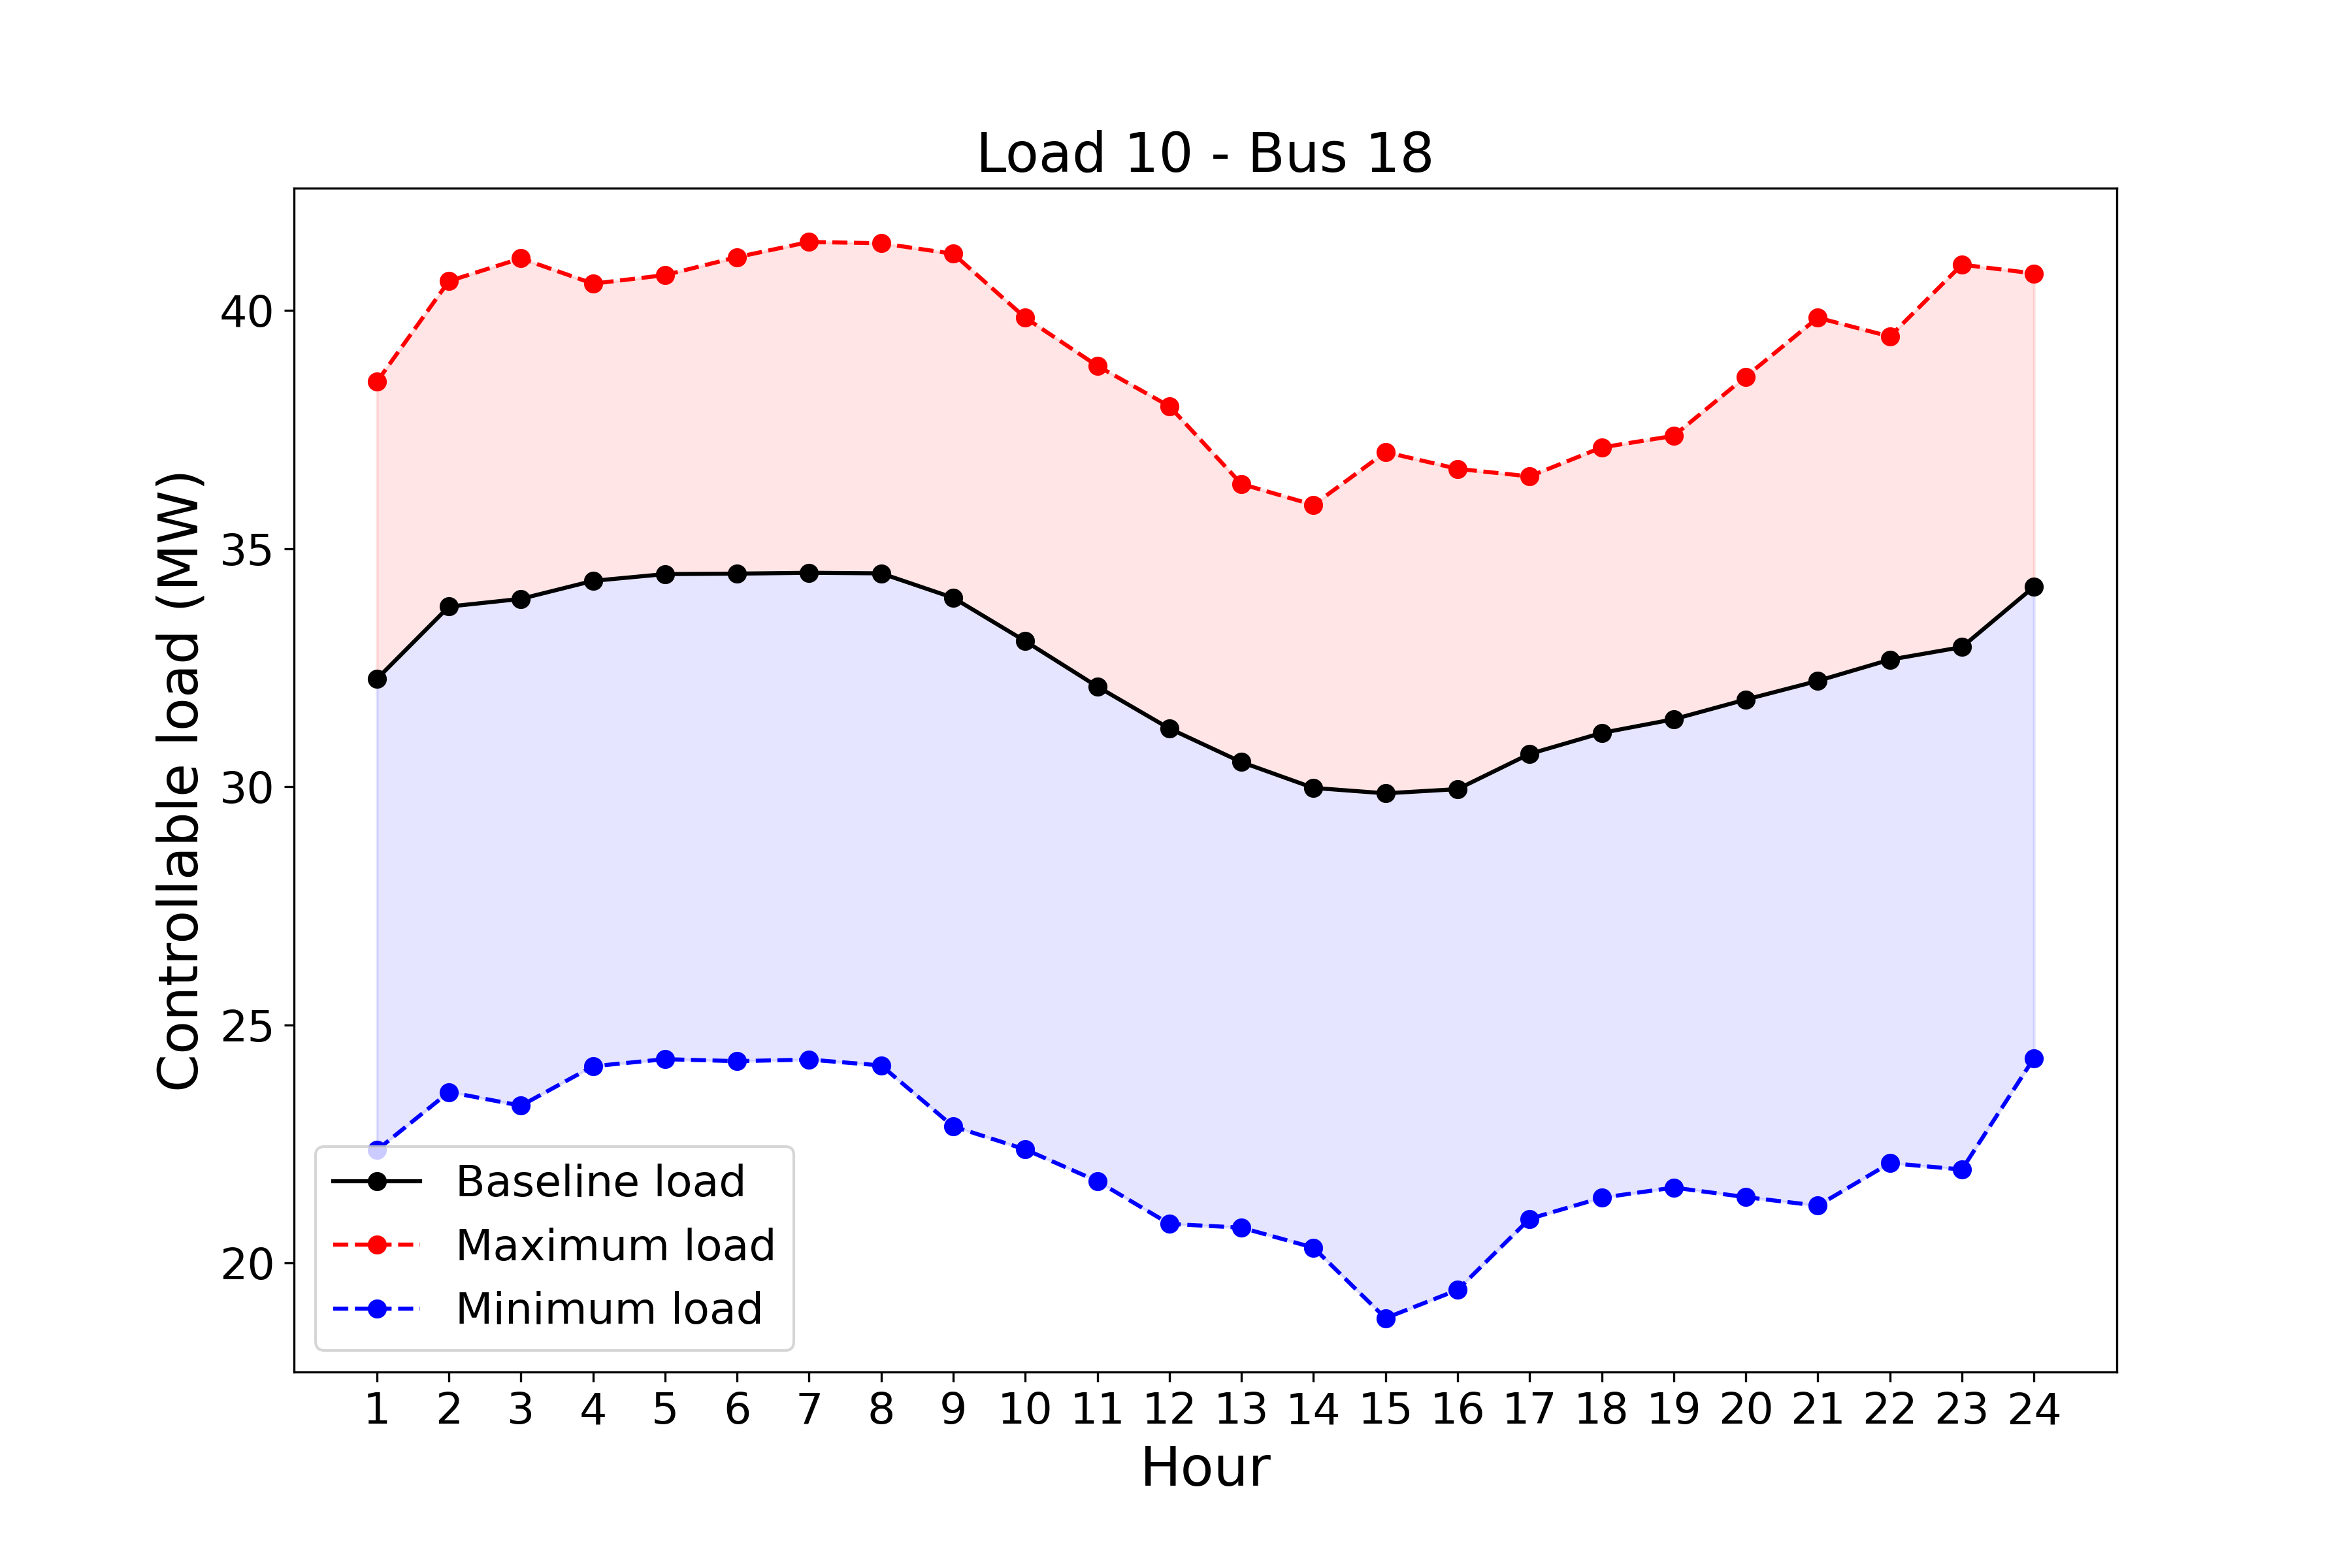 Load 10 - Bus 18
Controllable load (MW)
40
35
30
25
20
Baseline load
Maximum load
Minimum load
1 2 3 4 5 6 7 8 9 10 11 12 13 14 15 16 17 18 19 20 21 22 23 24
Hour